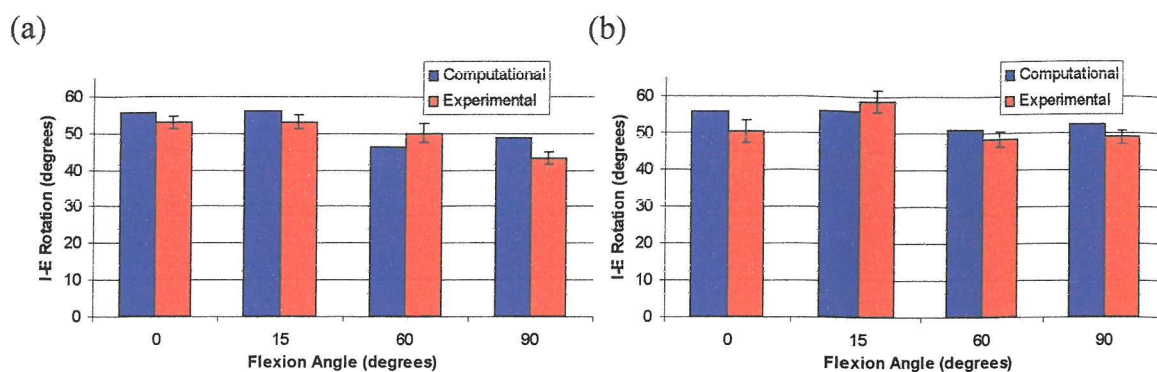 (a)
Computational
Experimental
I-E Rotation (degrees)
60
50
40
30
20
10
0
0 15 60 90
Flexion Angle (degrees)
(b)
Computational
Experimental
I-E Rotation (degrees)
60
50
40
30
20
10
0
0 15 60 90
Flexion Angle (degrees)